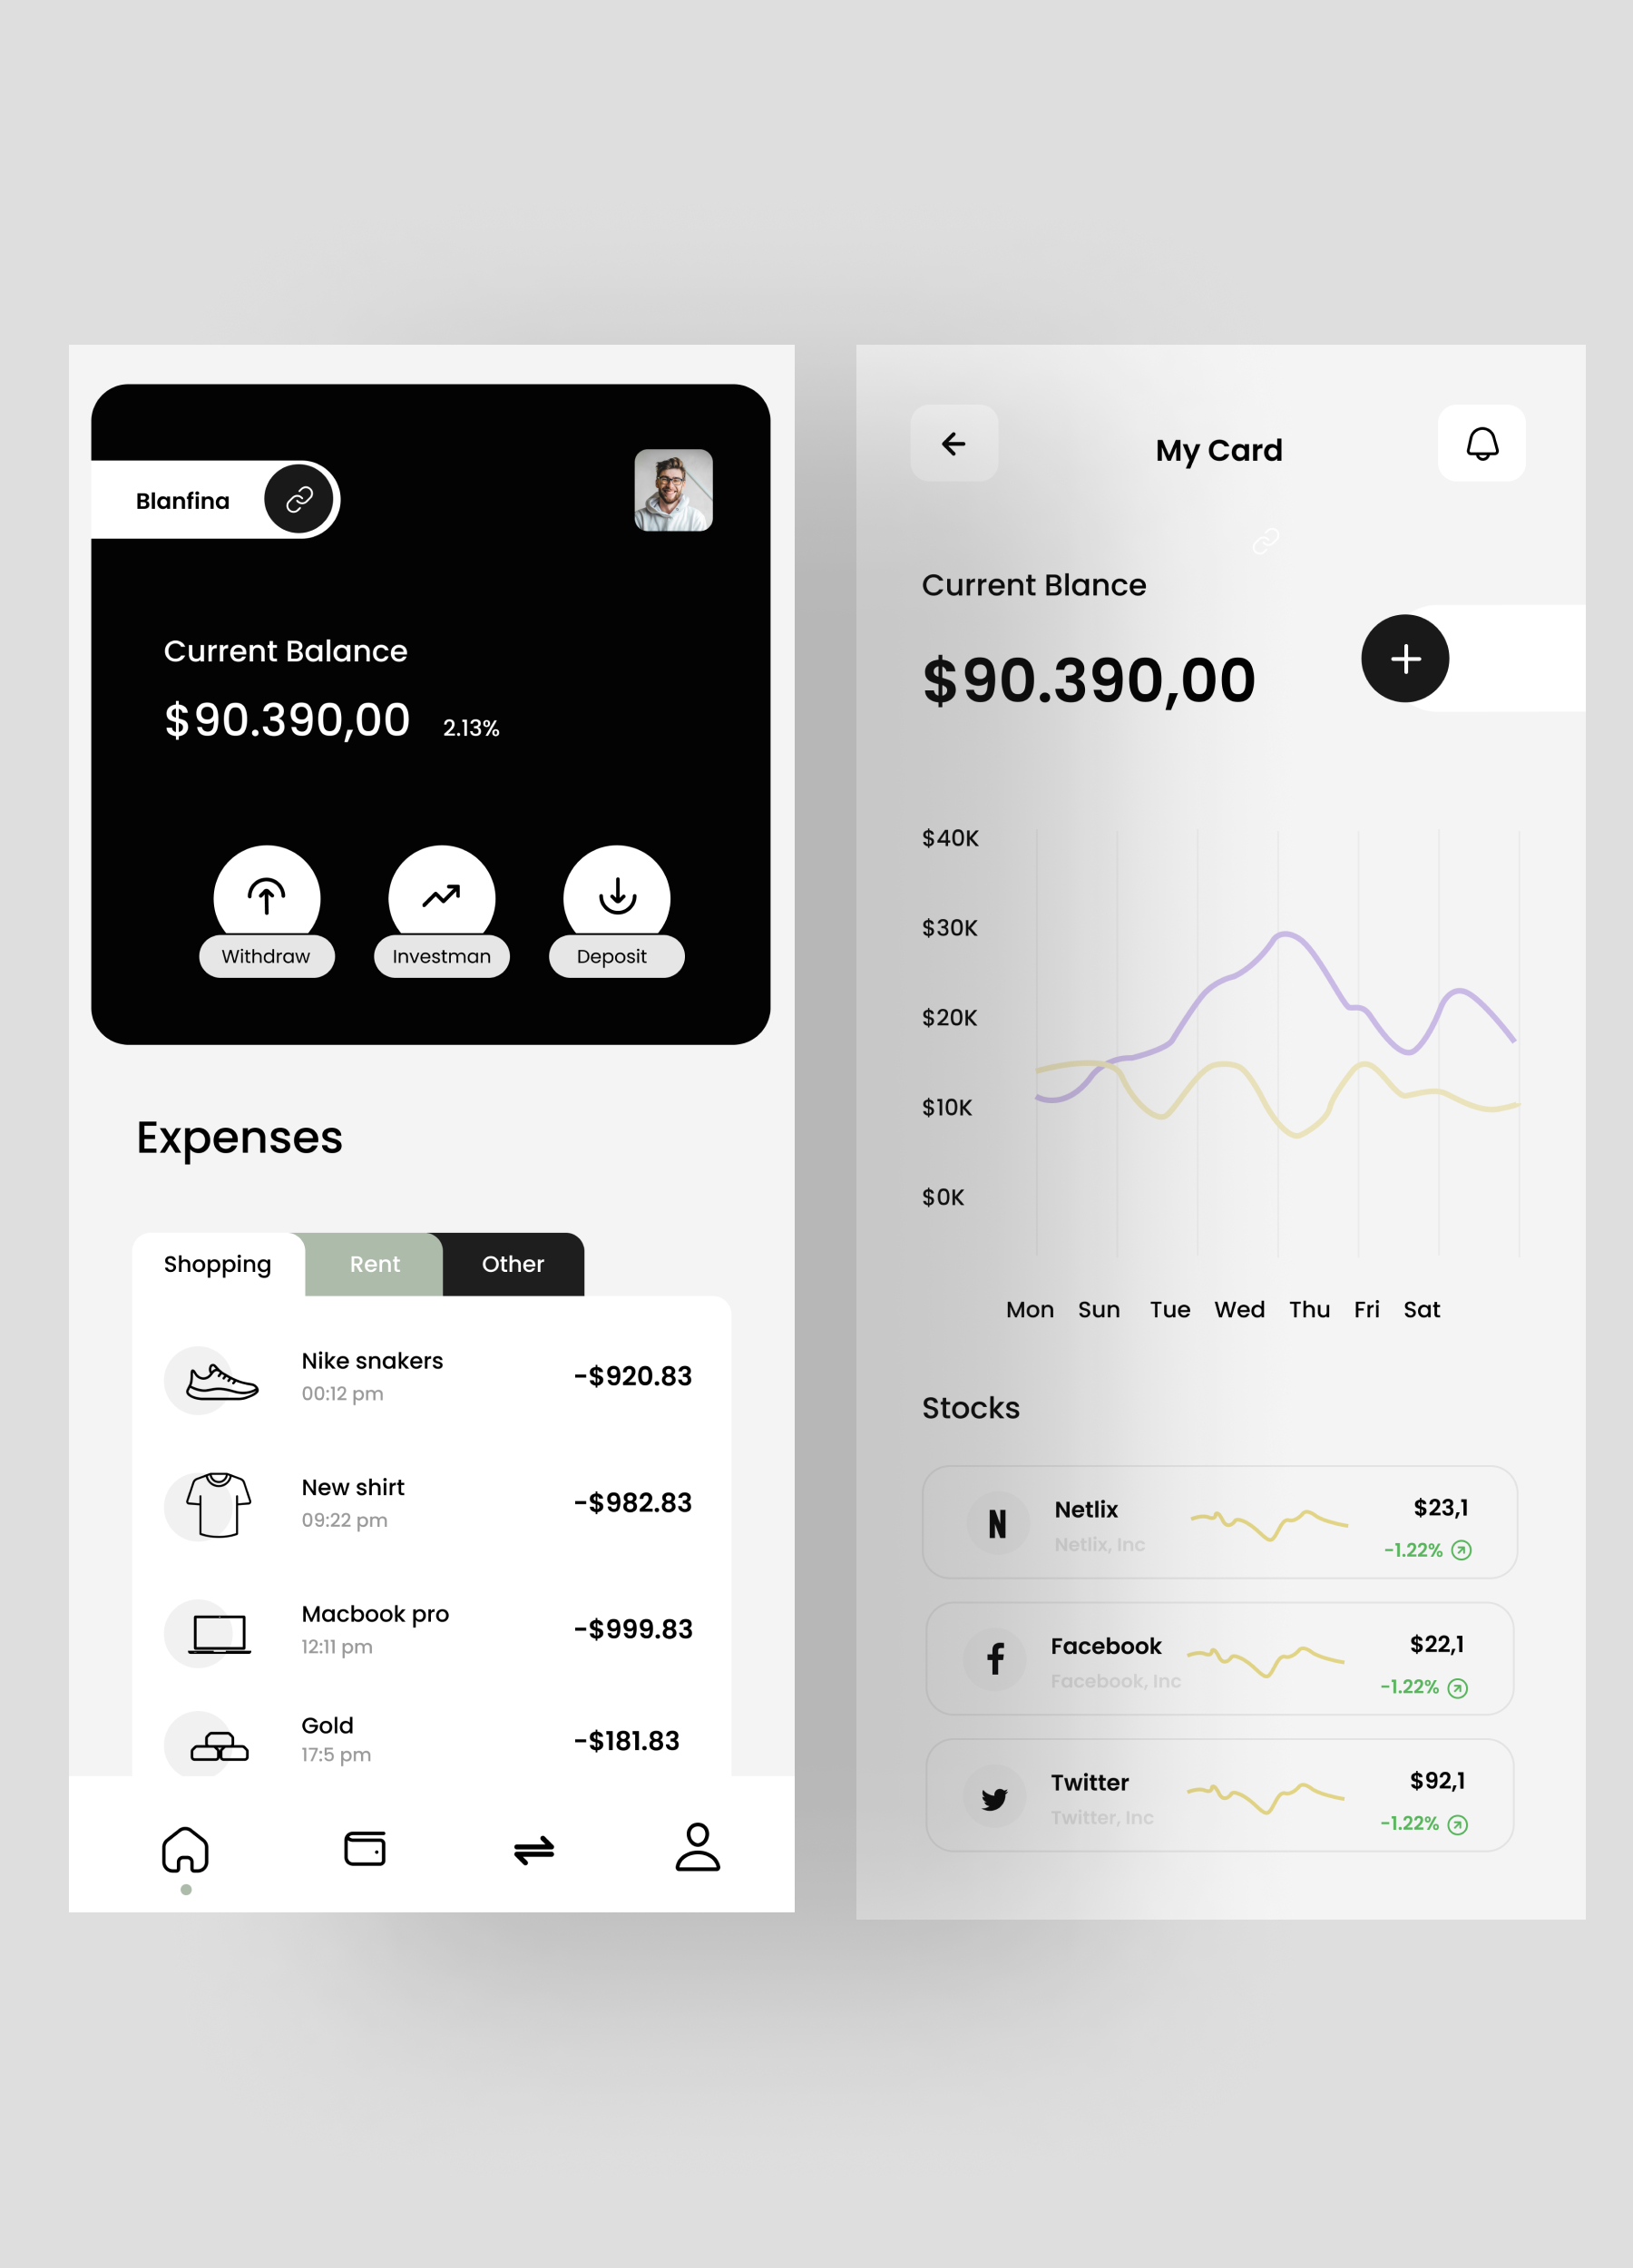 Blanfina
Current Balance
$90.390,00 2.13%
Withdraw Investman Deposit
Expenses
Shopping Rent Other
Nike snakers
00:12 pm
-$920.83
New shirt
09:22 pm
-$982.83
Macbook pro
12:11 pm
-$999.83
Gold
17:5 pm
-$181.83
My Card
Current Blance
$90.390,00
$40K
$30K
$20K
$10K
$0K
Mon Sun Tue Wed Thu Fri Sat
Stocks
N
Netlix
Netlix, Inc
$23,1
-1.22%
f
Facebook
Facebook, Inc
$22,1
-1.22%
Twitter
Twitter, Inc
$92,1
-1.22%